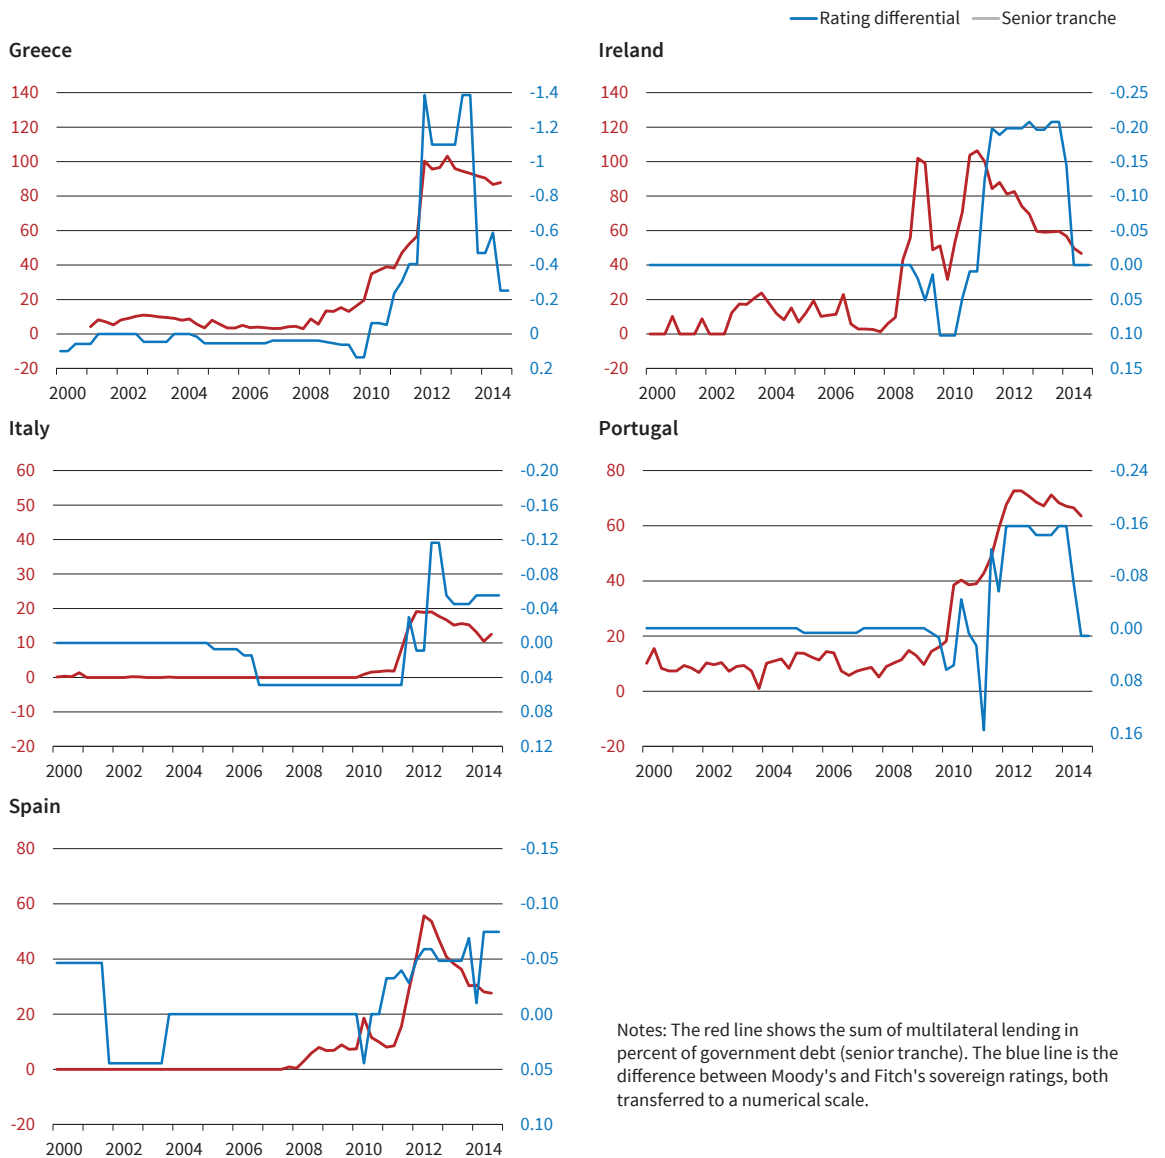 Rating differential Senior tranche
Greece
140 -1.4
120 -1.2
100 -1
80 -0.8
60 -0.6
40 -0.4
20 -0.2
0 0
-20 0.2
2000 2002 2004 2006 2008 2010 2012 2014
Ireland
140 -0.25
120 -0.20
100 -0.15
80 -0.10
60 -0.05
40 0.00
20 0.05
0 0.10
-20 0.15
2000 2002 2004 2006 2008 2010 2012 2014
Italy
60 -0.20
50 -0.16
40 -0.12
30 -0.08
20 -0.04
10 0.00
0 0.04
-10 0.08
-20 0.12
2000 2002 2004 2006 2008 2010 2012 2014
Portugal
80 -0.24
60 -0.16
40 -0.08
20 0.00
0 0.08
-20 0.16
2000 2002 2004 2006 2008 2010 2012 2014
Spain
80 -0.15
60 -0.10
40 -0.05
20 0.00
0 0.05
-20 0.10
2000 2002 2004 2006 2008 2010 2012 2014
Notes: The red line shows the sum of multilateral lending in
percent of government debt (senior tranche). The blue line is the
difference between Moody's and Fitch's sovereign ratings, both
transferred to a numerical scale.